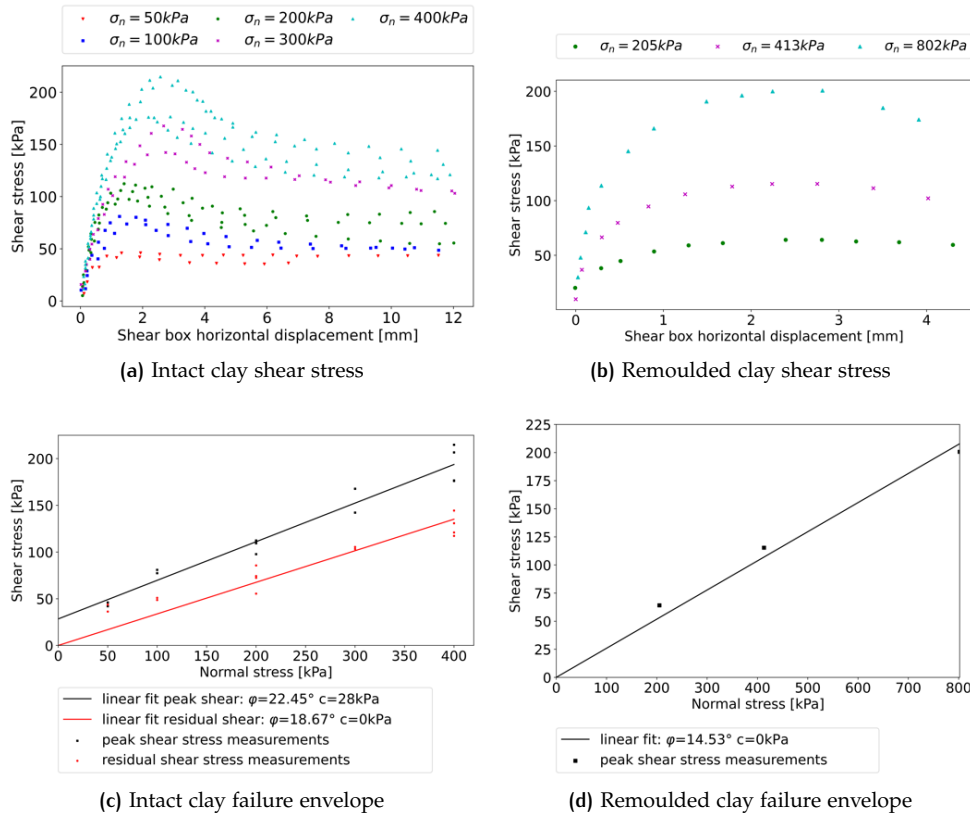 σn = 50kPa σn = 200kPa σn = 400kPa
σn = 100kPa σn = 300kPa
200
150
100
50
0
Shear stress [kPa]
0 2 4 6 8 10 12
Shear box horizontal displacement [mm]
(a) Intact clay shear stress
σn = 205kPa σn = 413kPa σn = 802kPa
200
150
100
50
Shear stress [kPa]
0 1 2 3 4
Shear box horizontal displacement [mm]
(b) Remoulded clay shear stress
200
150
100
50
0
Shear stress [kPa]
0 50 100 150 200 250 300 350 400
Normal stress [kPa]
linear fit peak shear: φ=22.45° c=28kPa
linear fit residual shear: φ=18.67° c=0kPa
peak shear stress measurements
residual shear stress measurements
(c) Intact clay failure envelope
225
200
175
150
125
100
75
50
25
0
Shear stress [kPa]
0 100 200 300 400 500 600 700 800
Normal stress [kPa]
linear fit: φ=14.53° c=0kPa
peak shear stress measurements
(d) Remoulded clay failure envelope